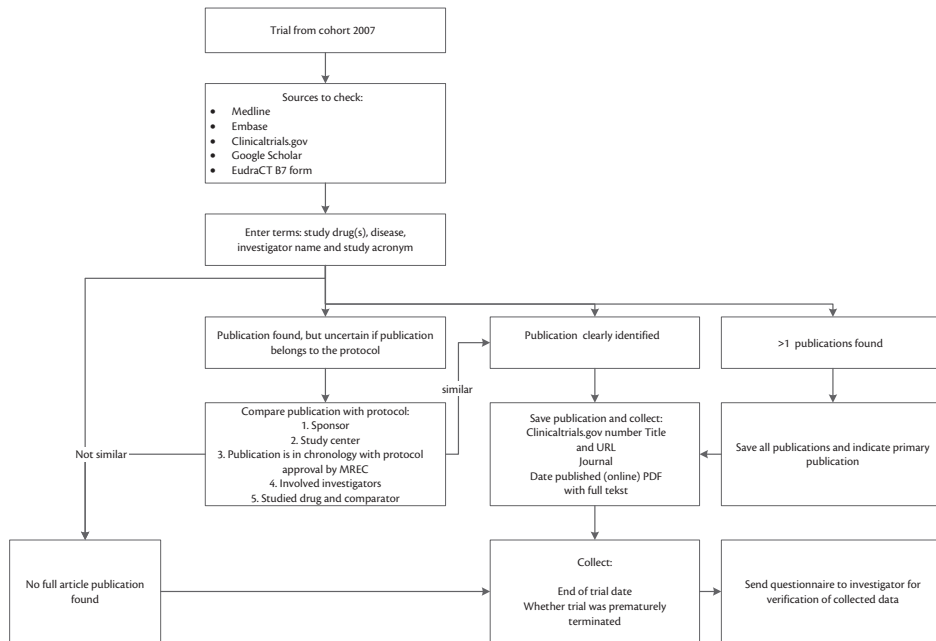 Trial from cohort 2007
Sources to check:
• Medline
• Embase
• Clinicaltrials.gov
• Google Scholar
• EudraCT B7 form
Enter terms: study drug(s), disease,
investigator name and study acronym
Publication found, but uncertain if publication
belongs to the protocol
Publication clearly identified
>1 publications found
similar
Compare publication with protocol:
1. Sponsor
2. Study center
3. Publication is in chronology with protocol
approval by MREC
4. Involved investigators
5. Studied drug and comparator
Not similar
Save publication and collect:
Clinicaltrials.gov number Title
and URL
Journal
Date published (online) PDF
with full tekst
Save all publications and indicate primary
publication
No full article publication
found
Collect:
End of trial date
Whether trial was prematurely
terminated
Send questionnaire to investigator for
verification of collected data